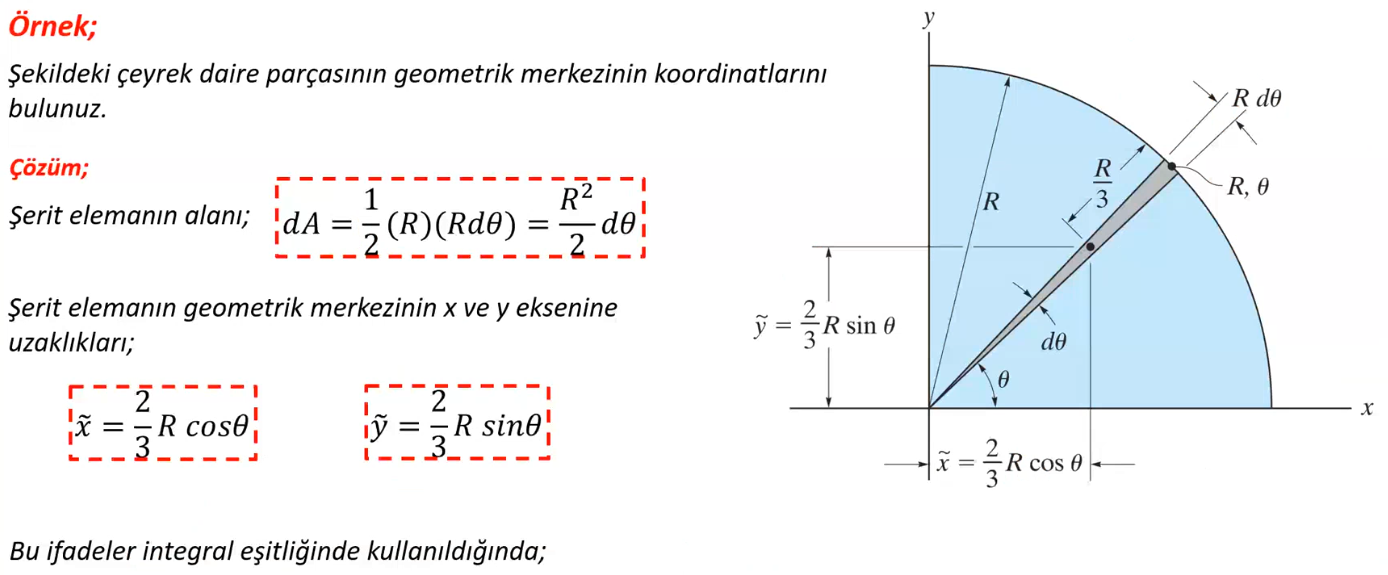 Örnek;
Şekildeki çeyrek daire parçasının geometrik merkezinin koordinatlarını
bulunuz.
Çözüm;
Şerit elemanın alanı;
dA = 1/2 (R)(Rdθ) = R²/2 dθ
Şerit elemanın geometrik merkezinin x ve y eksenine
uzaklıkları;
x̃ = 2/3 R cosθ
ỹ = 2/3 R sinθ
Bu ifadeler integral eşitliğinde kullanıldığında;
y
R dθ
R/3
R, θ
R
ỹ = 2/3 R sin θ
dθ
θ
x
x̃ = 2/3 R cos θ